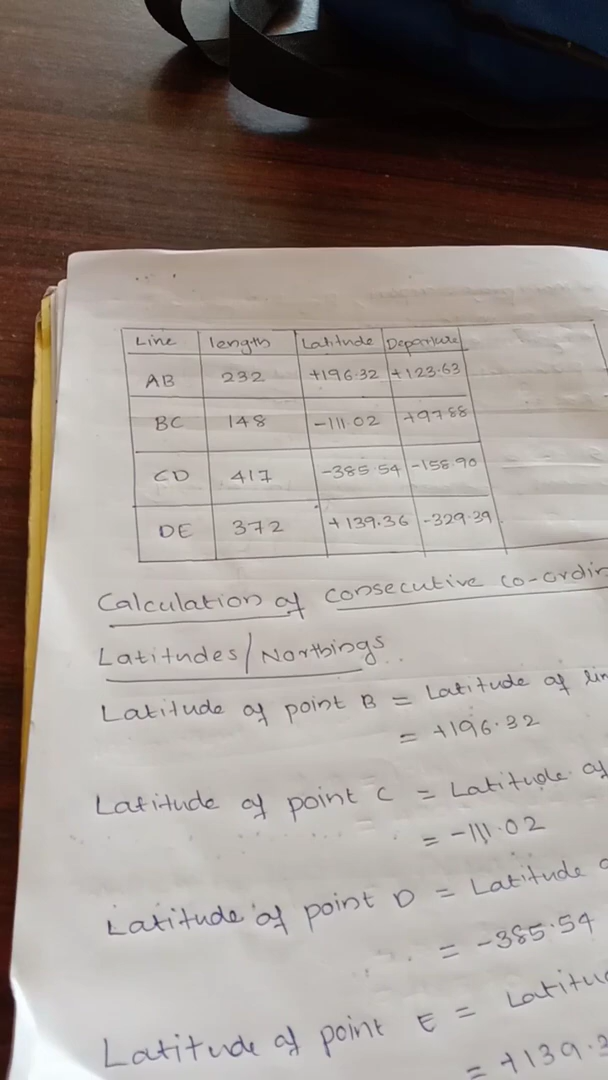 Line length Latitude Departure
AB 232 +196.32 +123.63
BC 148 -111.02 +97.88
CD 417 -385.54 -158.90
DE 372 +139.36 -329.39
Calculation of Consecutive Co-ordin
Latitudes/Northings
Latitude of point B = Latitude of lin
= +196.32
Latitude of point C = Latitude of
= -111.02
Latitude of point D = Latitude
= -385.54
Latitude of point E = Latitu
= +139.3